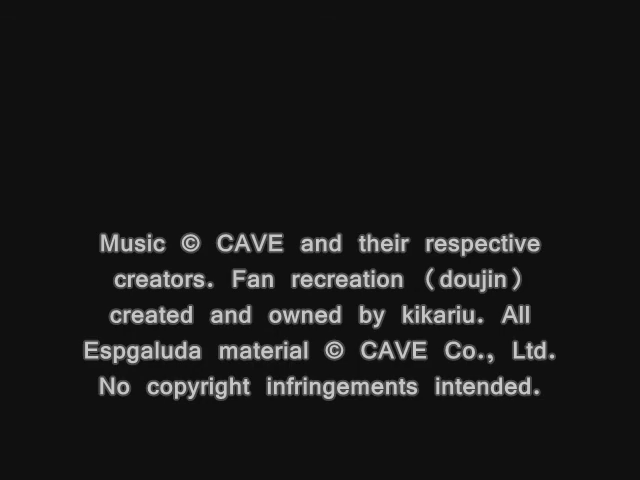 Music © CAVE and their respective
creators. Fan recreation （doujin）
created and owned by kikariu. All
Espgaluda material © CAVE Co., Ltd.
No copyright infringements intended.